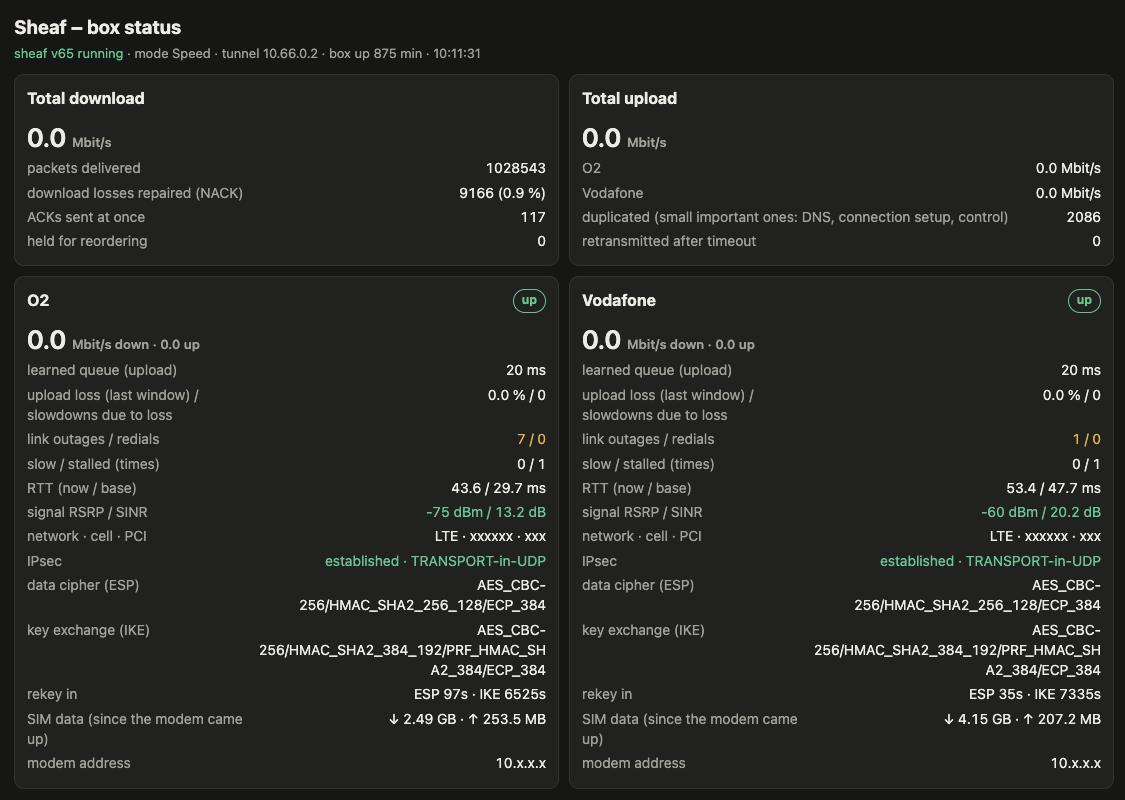 Sheaf – box status
sheaf v65 running · mode Speed · tunnel 10.66.0.2 · box up 875 min · 10:11:31
Total download
0.0 Mbit/s
packets delivered 1028543
download losses repaired (NACK) 9166 (0.9 %)
ACKs sent at once 117
held for reordering 0
Total upload
0.0 Mbit/s
O2 0.0 Mbit/s
Vodafone 0.0 Mbit/s
duplicated (small important ones: DNS, connection setup, control) 2086
retransmitted after timeout 0
O2 up
0.0 Mbit/s down · 0.0 up
learned queue (upload) 20 ms
upload loss (last window) / 0.0 % / 0
slowdowns due to loss
link outages / redials 7 / 0
slow / stalled (times) 0 / 1
RTT (now / base) 43.6 / 29.7 ms
signal RSRP / SINR -75 dBm / 13.2 dB
network · cell · PCI LTE · xxxxxx · xxx
IPsec established · TRANSPORT-in-UDP
data cipher (ESP) AES_CBC-
256/HMAC_SHA2_256_128/ECP_384
key exchange (IKE) AES_CBC-
256/HMAC_SHA2_384_192/PRF_HMAC_SH
A2_384/ECP_384
rekey in ESP 97s · IKE 6525s
SIM data (since the modem came ↓ 2.49 GB · ↑ 253.5 MB
up)
modem address 10.x.x.x
Vodafone up
0.0 Mbit/s down · 0.0 up
learned queue (upload) 20 ms
upload loss (last window) / 0.0 % / 0
slowdowns due to loss
link outages / redials 1 / 0
slow / stalled (times) 0 / 1
RTT (now / base) 53.4 / 47.7 ms
signal RSRP / SINR -60 dBm / 20.2 dB
network · cell · PCI LTE · xxxxxx · xxx
IPsec established · TRANSPORT-in-UDP
data cipher (ESP) AES_CBC-
256/HMAC_SHA2_256_128/ECP_384
key exchange (IKE) AES_CBC-
256/HMAC_SHA2_384_192/PRF_HMAC_SH
A2_384/ECP_384
rekey in ESP 35s · IKE 7335s
SIM data (since the modem came ↓ 4.15 GB · ↑ 207.2 MB
up)
modem address 10.x.x.x